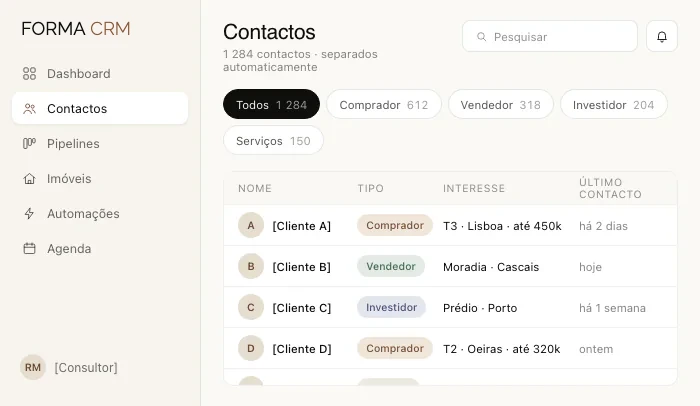 FORMA CRM
Dashboard
Contactos
Pipelines
Imóveis
Automações
Agenda
RM [Consultor]
Contactos
1 284 contactos · separados
automaticamente
Pesquisar
Todos 1 284 Comprador 612 Vendedor 318 Investidor 204
Serviços 150
NOME TIPO INTERESSE ÚLTIMO
CONTACTO
A [Cliente A] Comprador T3 · Lisboa · até 450k há 2 dias
B [Cliente B] Vendedor Moradia · Cascais hoje
C [Cliente C] Investidor Prédio · Porto há 1 semana
D [Cliente D] Comprador T2 · Oeiras · até 320k ontem